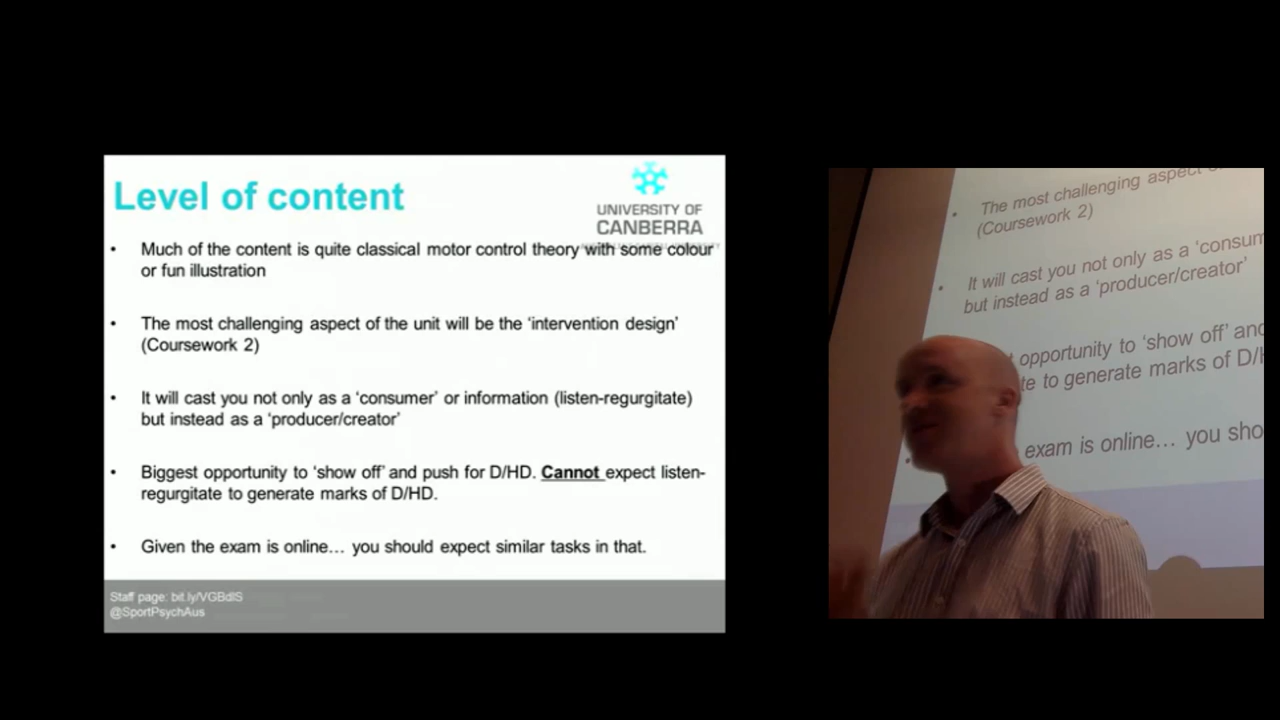 Level of content
UNIVERSITY OF
CANBERRA
• Much of the content is quite classical motor control theory with some colour
or fun illustration
• The most challenging aspect of the unit will be the ‘intervention design’
(Coursework 2)
• It will cast you not only as a ‘consumer’ or information (listen-regurgitate)
but instead as a ‘producer/creator’
• Biggest opportunity to ‘show off’ and push for D/HD. Cannot expect listen-
regurgitate to generate marks of D/HD.
• Given the exam is online… you should expect similar tasks in that.
Staff page: bit.ly/VGBdIS
@SportPsychAus
• The most challenging aspect
(Coursework 2)
• It will cast you not only as a ‘consum
but instead as a ‘producer/creator’
opportunity to ‘show off’ and
te to generate marks of D/H
exam is online… you sho